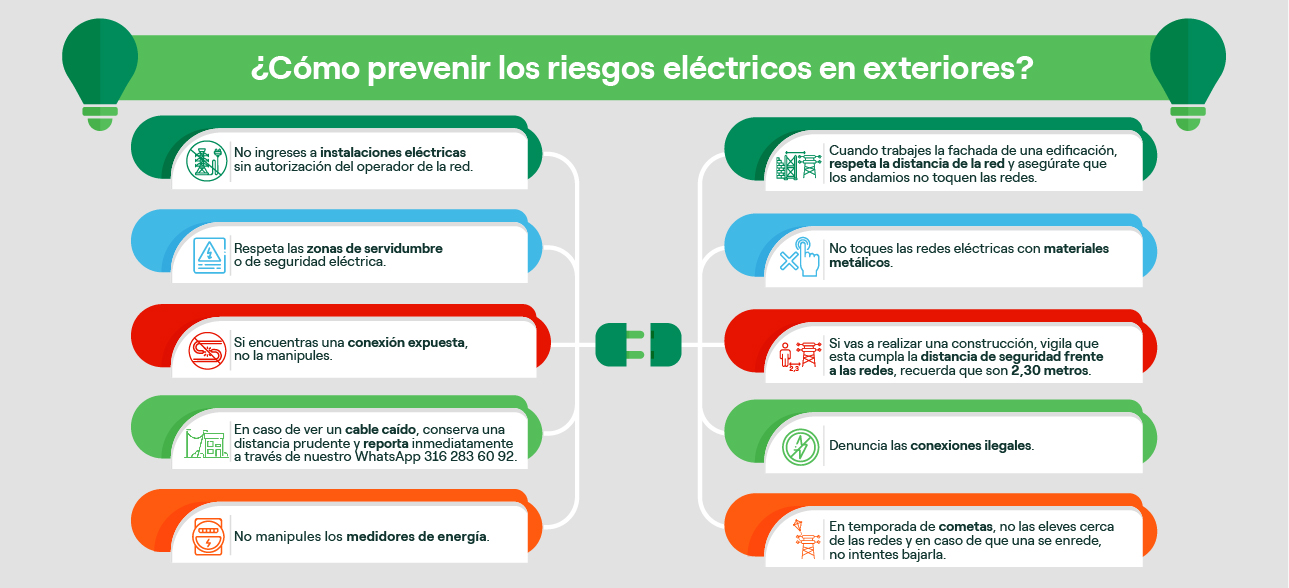 ¿Cómo prevenir los riesgos eléctricos en exteriores?
No ingreses a instalaciones eléctricas
sin autorización del operador de la red.
Respeta las zonas de servidumbre
o de seguridad eléctrica.
Si encuentras una conexión expuesta,
no la manipules.
En caso de ver un cable caído, conserva una
distancia prudente y reporta inmediatamente
a través de nuestro WhatsApp 316 283 60 92.
No manipules los medidores de energía.
Cuando trabajes la fachada de una edificación,
respeta la distancia de la red y asegúrate que
los andamios no toquen las redes.
No toques las redes eléctricas con materiales
metálicos.
2,3
Si vas a realizar una construcción, vigila que
esta cumpla la distancia de seguridad frente
a las redes, recuerda que son 2,30 metros.
Denuncia las conexiones ilegales.
En temporada de cometas, no las eleves cerca
de las redes y en caso de que una se enrede,
no intentes bajarla.